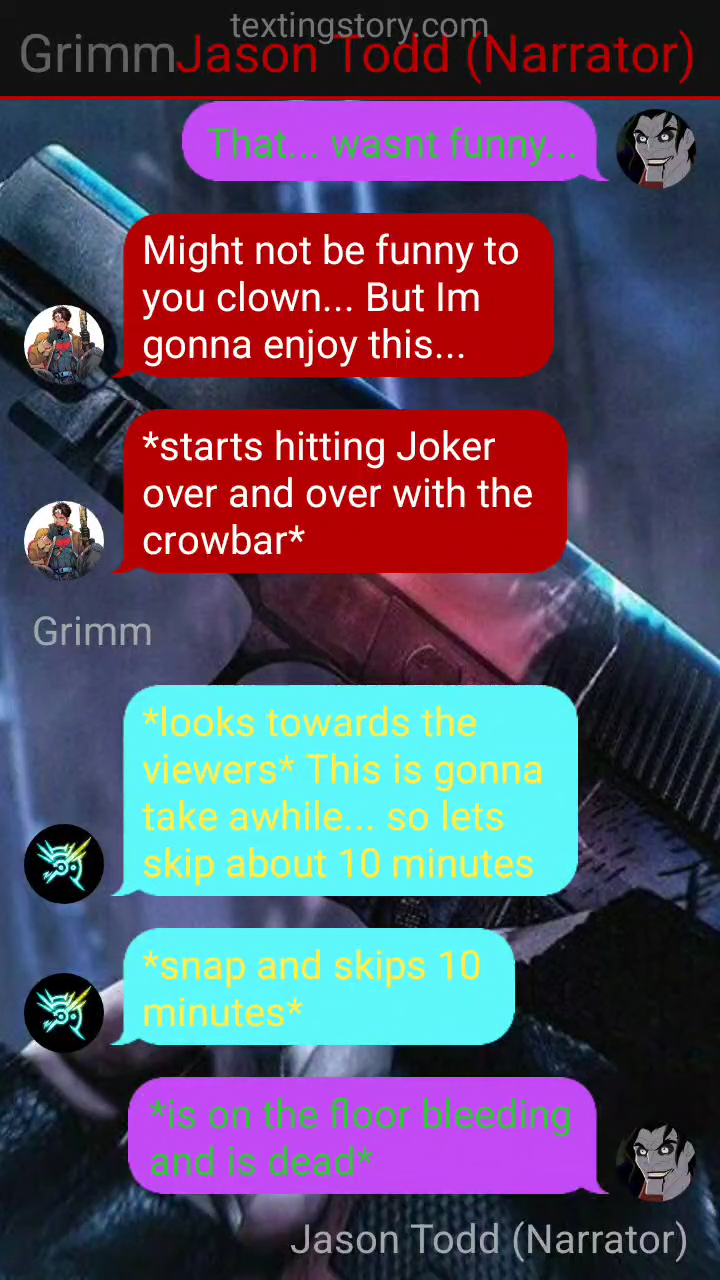 textingstory.com
GrimmJason Todd (Narrator)
That... wasnt funny...
Might not be funny to
you clown... But Im
gonna enjoy this...
*starts hitting Joker
over and over with the
crowbar*
Grimm
*looks towards the
viewers* This is gonna
take awhile... so lets
skip about 10 minutes
*snap and skips 10
minutes*
*is on the floor bleeding
and is dead*
Jason Todd (Narrator)